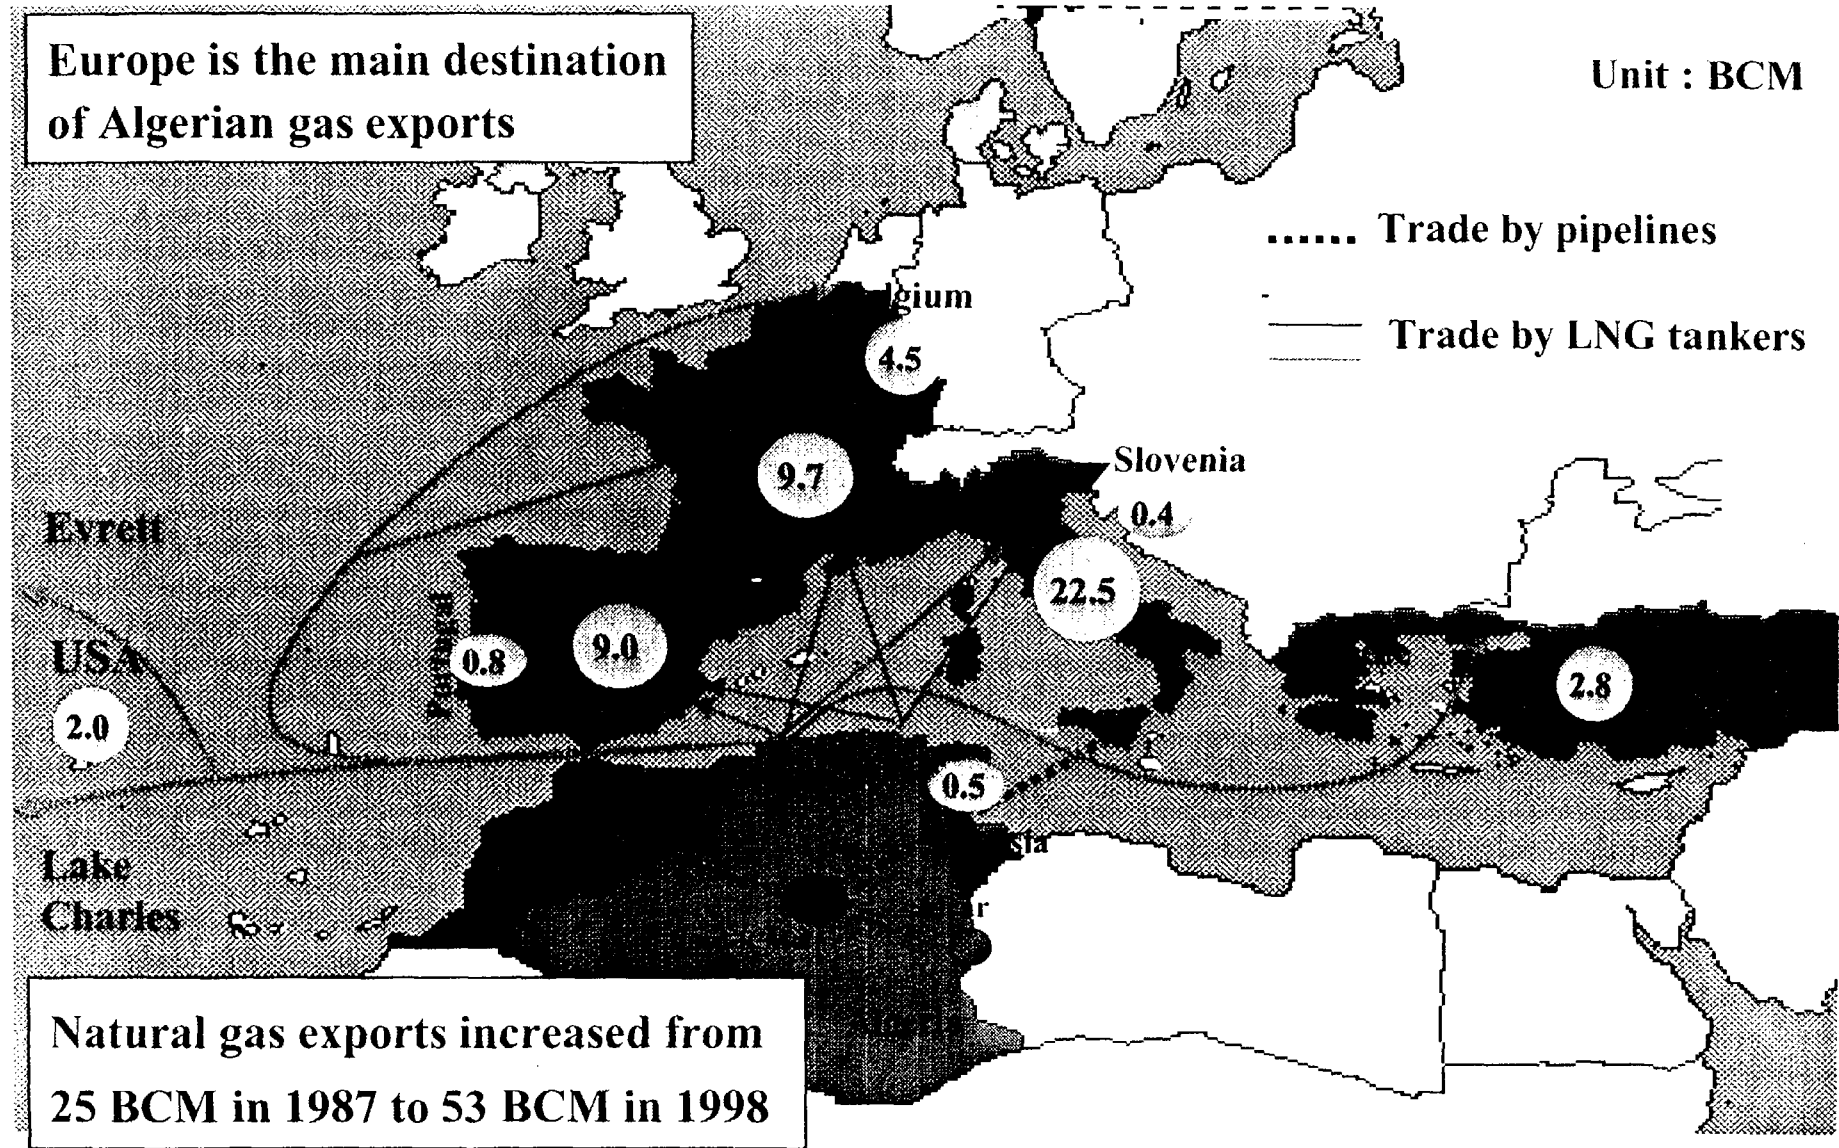 Europe is the main destination
of Algerian gas exports
Unit : BCM
Trade by pipelines
Trade by LNG tankers
lgium
4.5
9.7
Slovenia
0.4
22.5
Evrett
USA
2.0
Portugal
0.8
9.0
2.8
0.5
Lake
Charles
Natural gas exports increased from
25 BCM in 1987 to 53 BCM in 1998